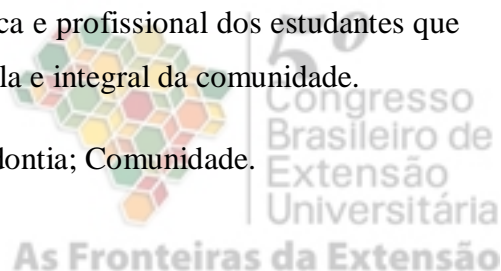 ca e profissional dos estudantes que
la e integral da comunidade.
lontia; Comunidade.
5º
Congresso
Brasileiro de
Extensão
Universitária
As Fronteiras da Extensão